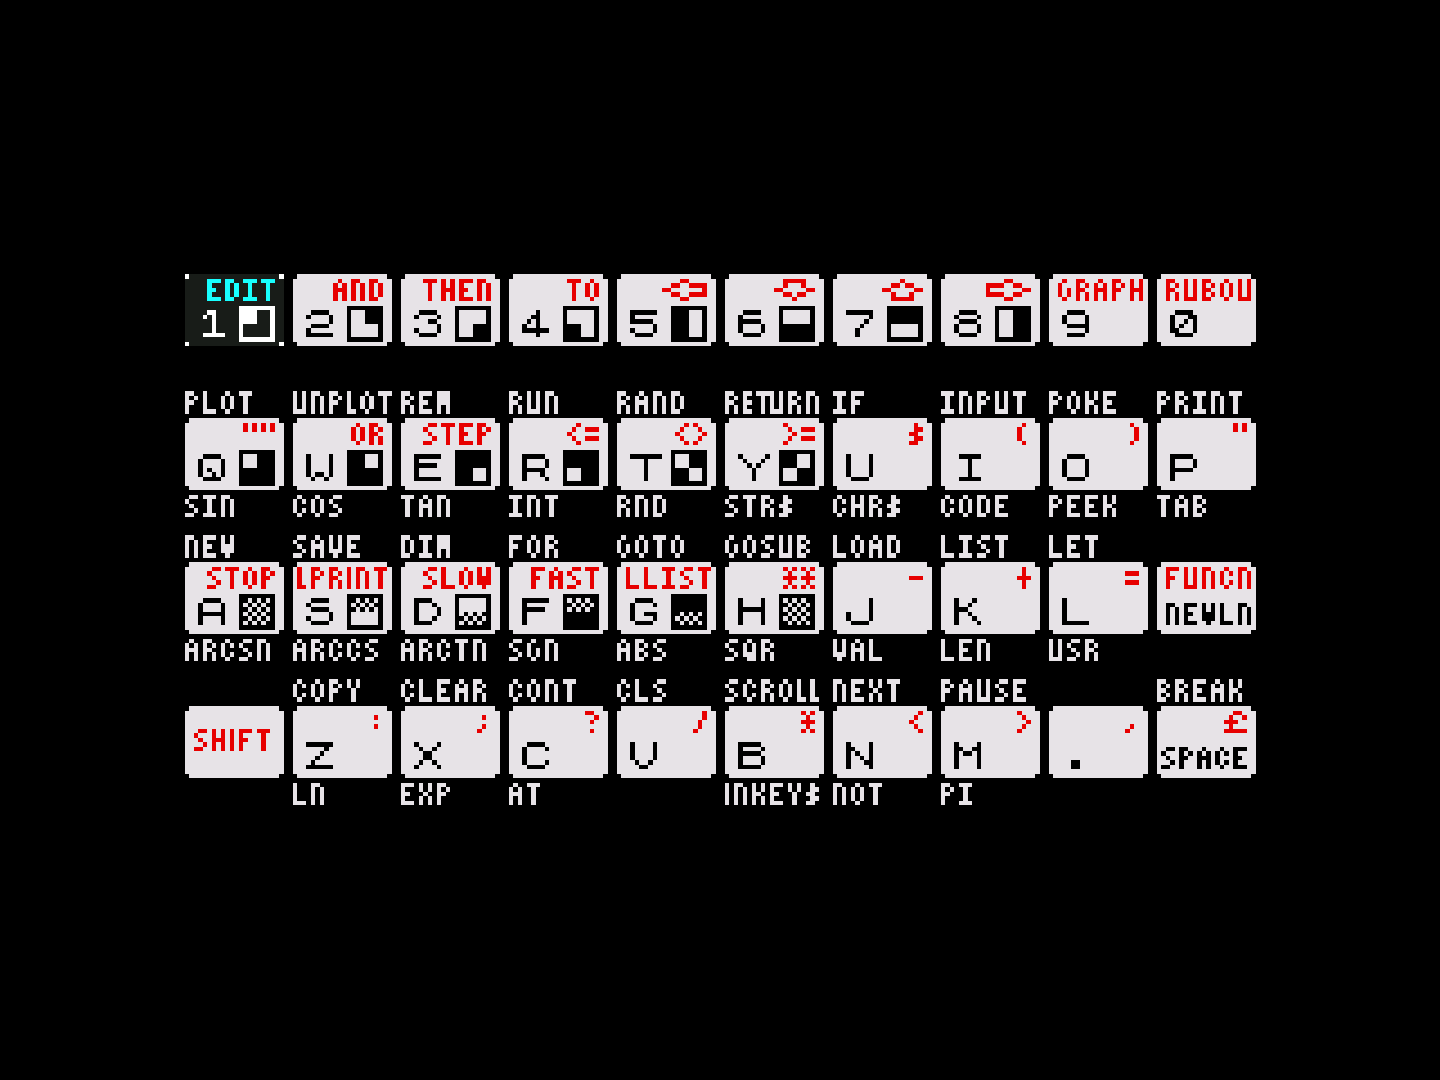 EDIT AND THEN TO GRAPH RUBOU
1 2 3 4 5 6 7 8 9 0
PLOT UNPLOT REM RUN RAND RETURN IF INPUT POKE PRINT
"" OR STEP <= <> >= $ ( ) "
Q W E R T Y U I O P
SIN COS TAN INT RND STR$ CHR$ CODE PEEK TAB
NEW SAVE DIM FOR GOTO GOSUB LOAD LIST LET
STOP LPRINT SLOW FAST LLIST ** - + = FUNCN
A S D F G H J K L NEWLN
ARCSN ARCCS ARCTN SGN ABS SQR VAL LEN USR
COPY CLEAR CONT CLS SCROLL NEXT PAUSE BREAK
: ; ? / * < > , £
SHIFT Z X C V B N M . SPACE
LN EXP AT INKEY$ NOT PI